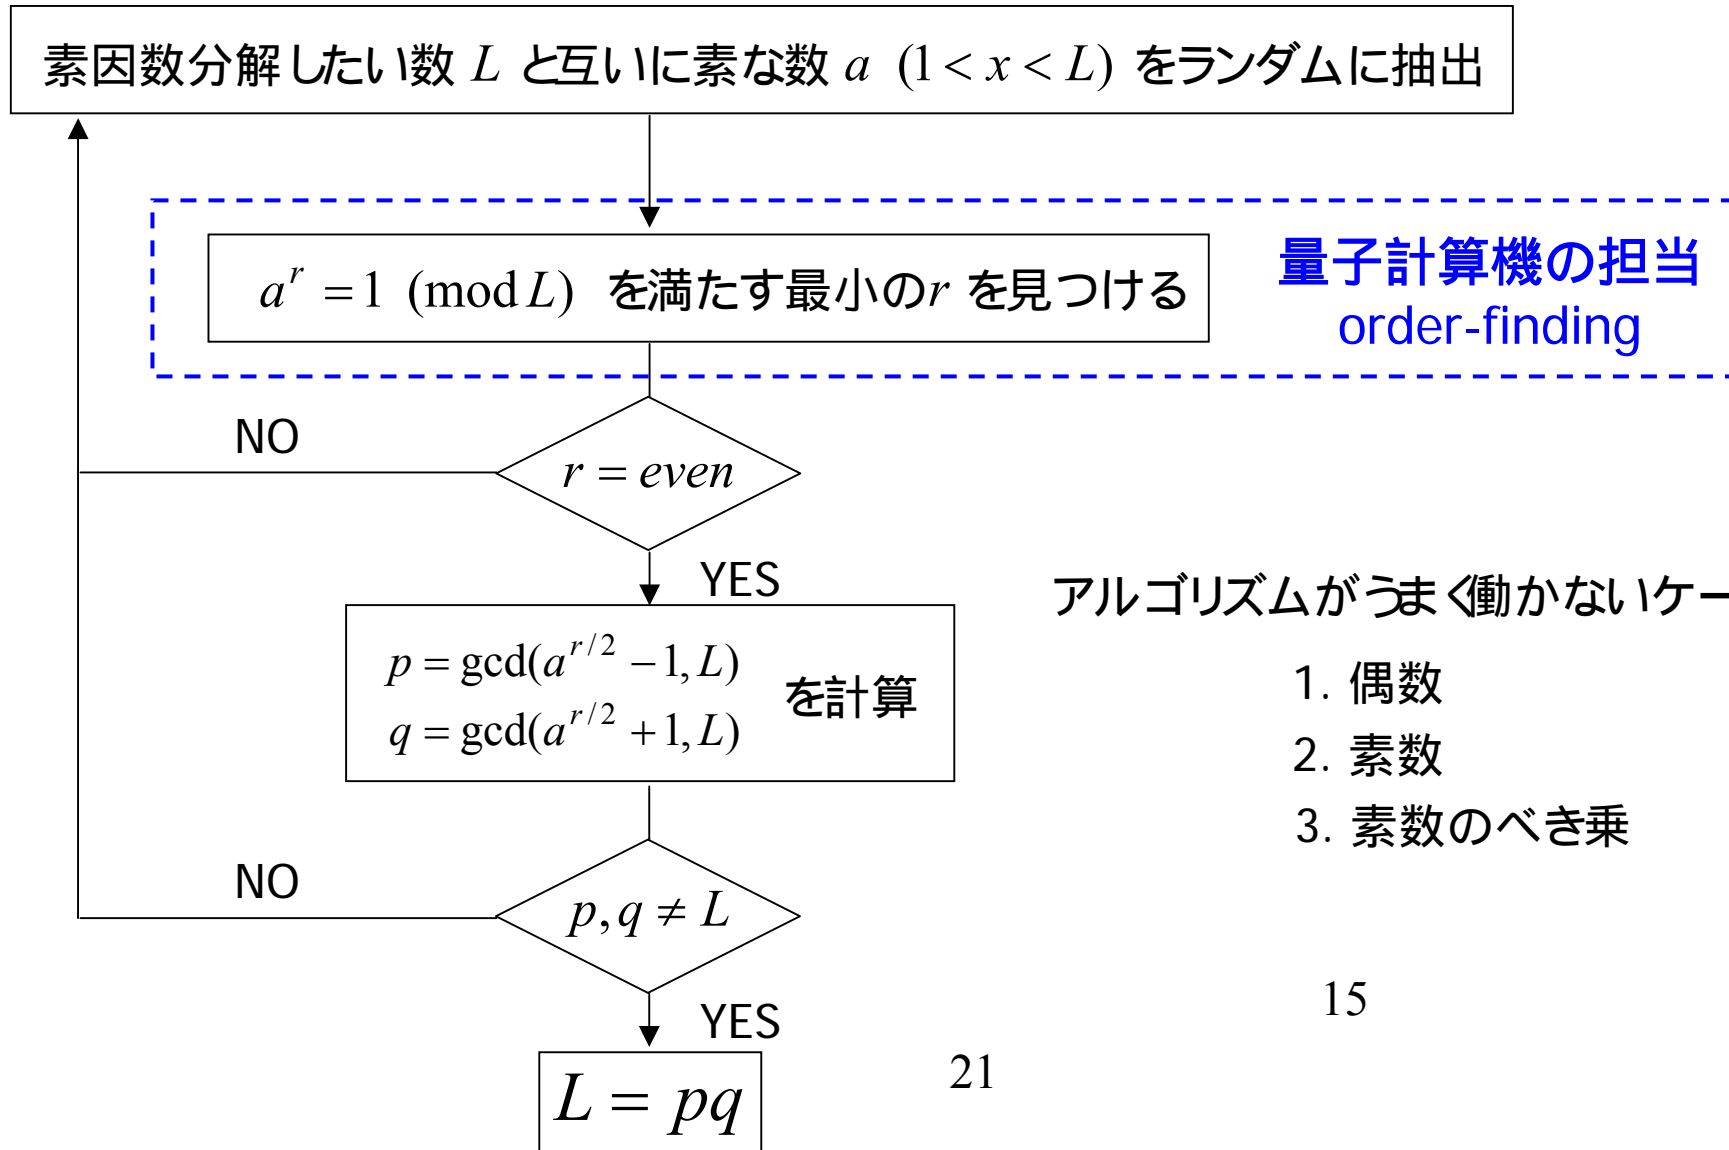 素因数分解したい数 L と互いに素な数 a (1 < x < L) をランダムに抽出
a^r = 1 (mod L) を満たす最小のr を見つける
量子計算機の担当
order-finding
NO
r = even
YES
p = gcd(a^{r/2} − 1, L)
q = gcd(a^{r/2} + 1, L)
を計算
アルゴリズムがうまく働かないケー
1. 偶数
2. 素数
3. 素数のべき乗
NO
p, q ≠ L
YES
15
21
L = pq